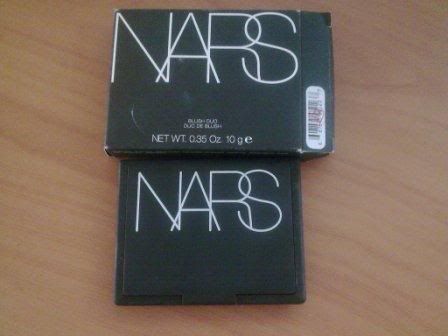 NARS
BLUSH DUO
DUO DE BLUSH
NET WT. 0.35 Oz. 10 g e
NARS